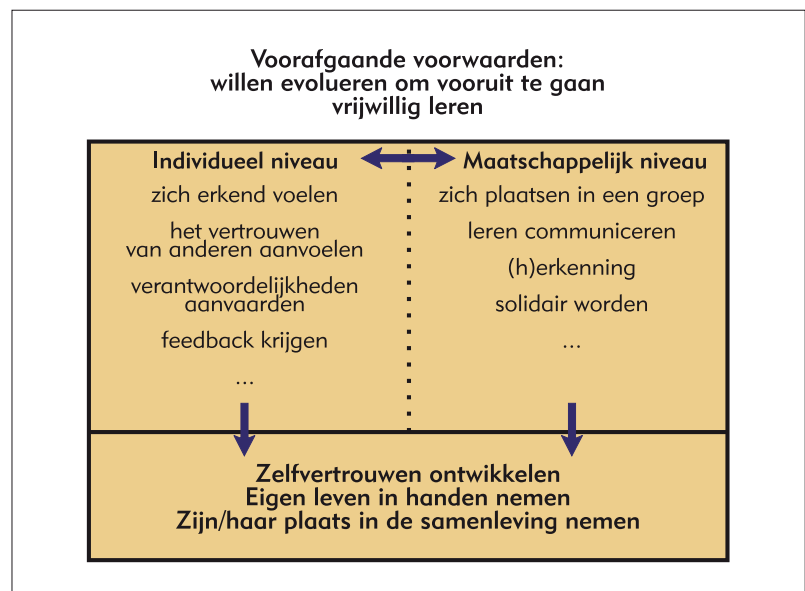 Voorafgaande voorwaarden:
willen evolueren om vooruit te gaan
vrijwillig leren
Individueel niveau
zich erkend voelen
het vertrouwen
van anderen aanvoelen
verantwoordelijkheden
aanvaarden
feedback krijgen
...
Maatschappelijk niveau
zich plaatsen in een groep
leren communiceren
(h)erkenning
solidair worden
...
Zelfvertrouwen ontwikkelen
Eigen leven in handen nemen
Zijn/haar plaats in de samenleving nemen